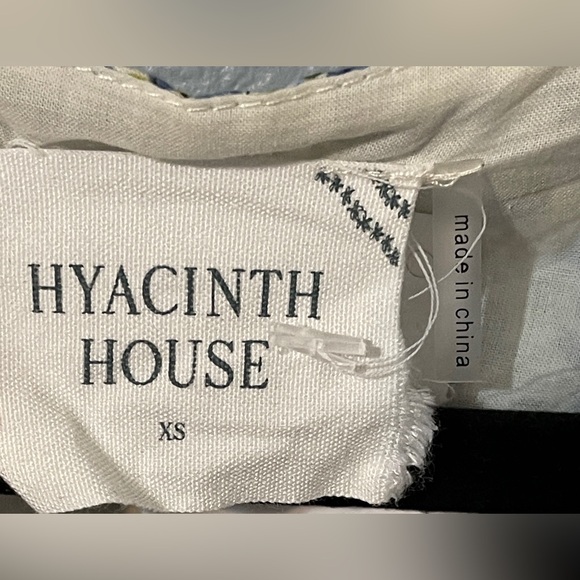 HYACINTH
HOUSE
XS
made in china